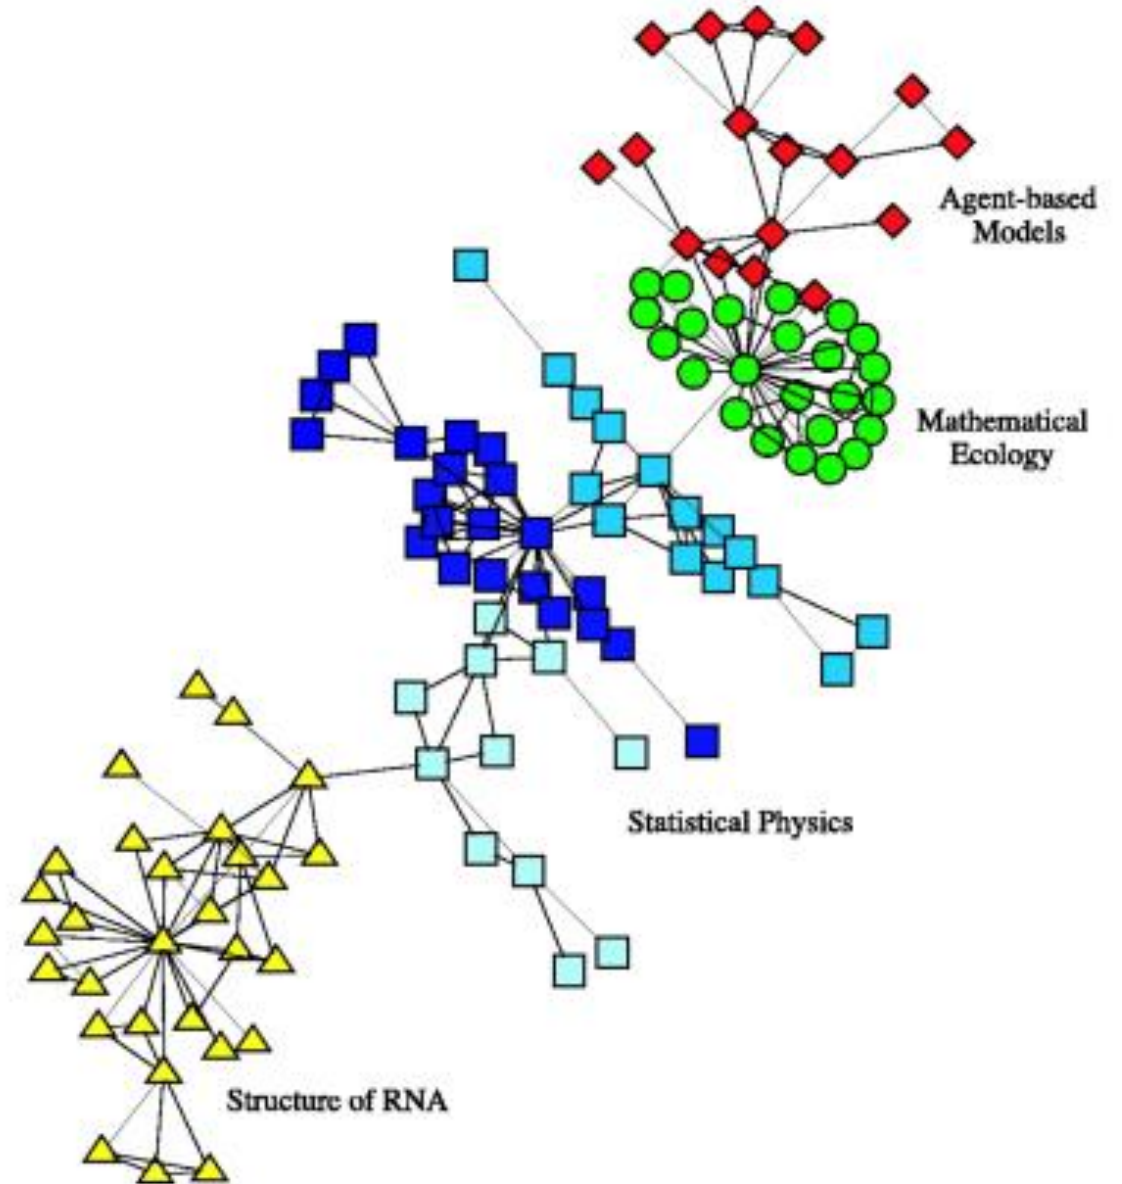 Agent-based
Models
Mathematical
Ecology
Statistical Physics
Structure of RNA